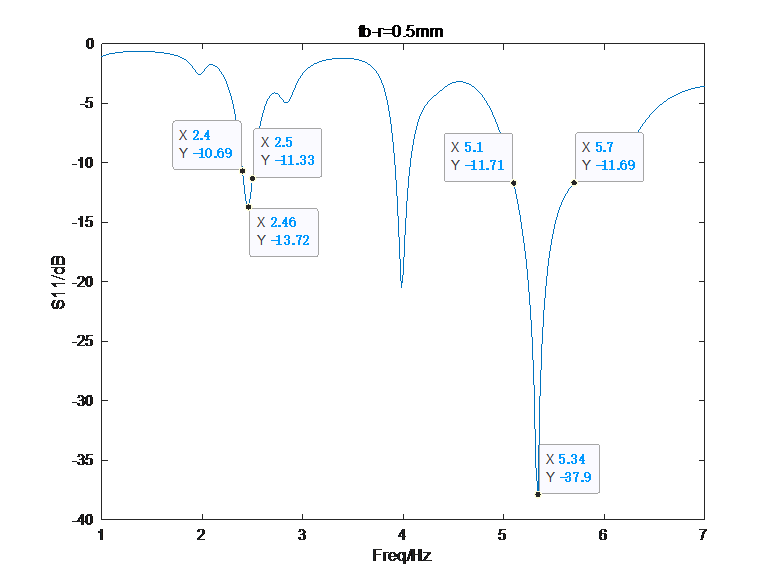 fb-r=0.5mm
0
-5
-10
-15
-20
-25
-30
-35
-40
S11/dB
X 2.4
Y -10.69
X 2.5
Y -11.33
X 2.46
Y -13.72
X 5.1
Y -11.71
X 5.7
Y -11.69
X 5.34
Y -37.9
1 2 3 4 5 6 7
Freq/Hz